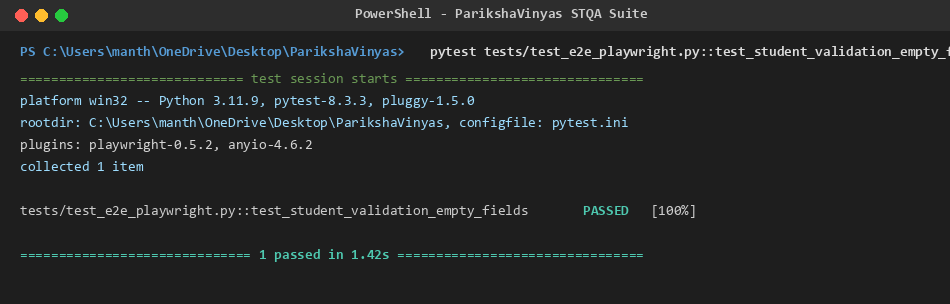 PowerShell - ParikshaVinyas STQA Suite
PS C:\Users\manth\OneDrive\Desktop\ParikshaVinyas> pytest tests/test_e2e_playwright.py::test_student_validation_empty_f
============================= test session starts ===============================
platform win32 -- Python 3.11.9, pytest-8.3.3, pluggy-1.5.0
rootdir: C:\Users\manth\OneDrive\Desktop\ParikshaVinyas, configfile: pytest.ini
plugins: playwright-0.5.2, anyio-4.6.2
collected 1 item
tests/test_e2e_playwright.py::test_student_validation_empty_fields PASSED [100%]
============================== 1 passed in 1.42s ================================